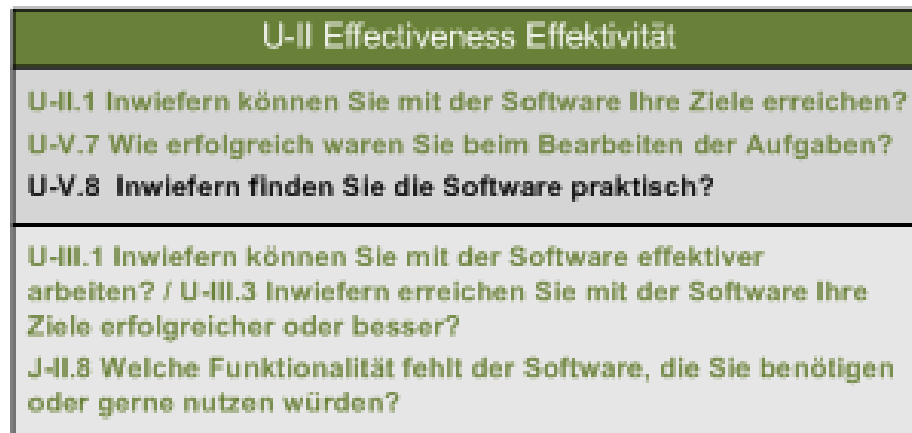 U-II Effectiveness Effektivität
U-II.1 Inwiefern können Sie mit der Software Ihre Ziele erreichen?
U-V.7 Wie erfolgreich waren Sie beim Bearbeiten der Aufgaben?
U-V.8 Inwiefern finden Sie die Software praktisch?
U-III.1 Inwiefern können Sie mit der Software effektiver
arbeiten? / U-III.3 Inwiefern erreichen Sie mit der Software Ihre
Ziele erfolgreicher oder besser?
J-II.8 Welche Funktionalität fehlt der Software, die Sie benötigen
oder gerne nutzen würden?